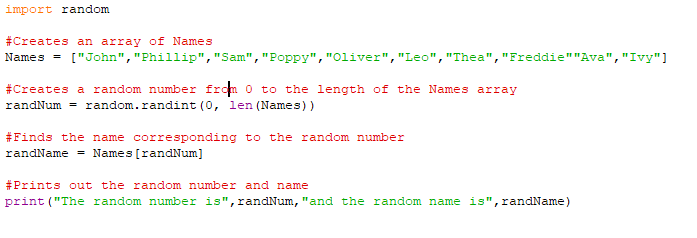 import random
#Creates an array of Names
Names = ["John","Phillip","Sam","Poppy","Oliver","Leo","Thea","Freddie""Ava","Ivy"]
#Creates a random number from 0 to the length of the Names array
randNum = random.randint(0, len(Names))
#Finds the name corresponding to the random number
randName = Names[randNum]
#Prints out the random number and name
print("The random number is",randNum,"and the random name is",randName)